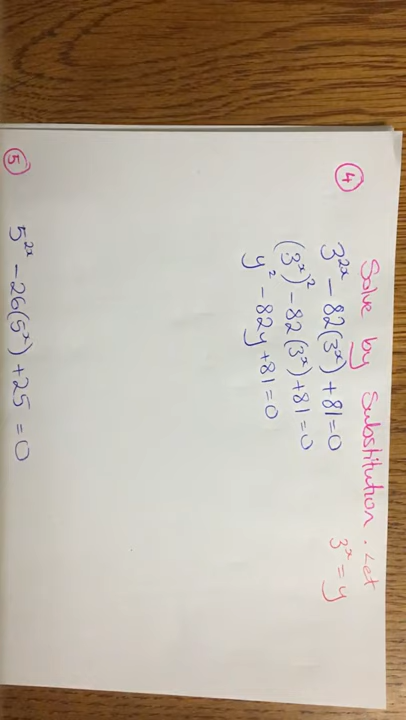 Solve by Substitution. Let
3ˣ = y
④ 3²ˣ - 82(3ˣ) + 81 = 0
(3ˣ)² - 82(3ˣ) + 81 = 0
y² - 82y + 81 = 0
⑤ 5²ˣ - 26(5ˣ) + 25 = 0